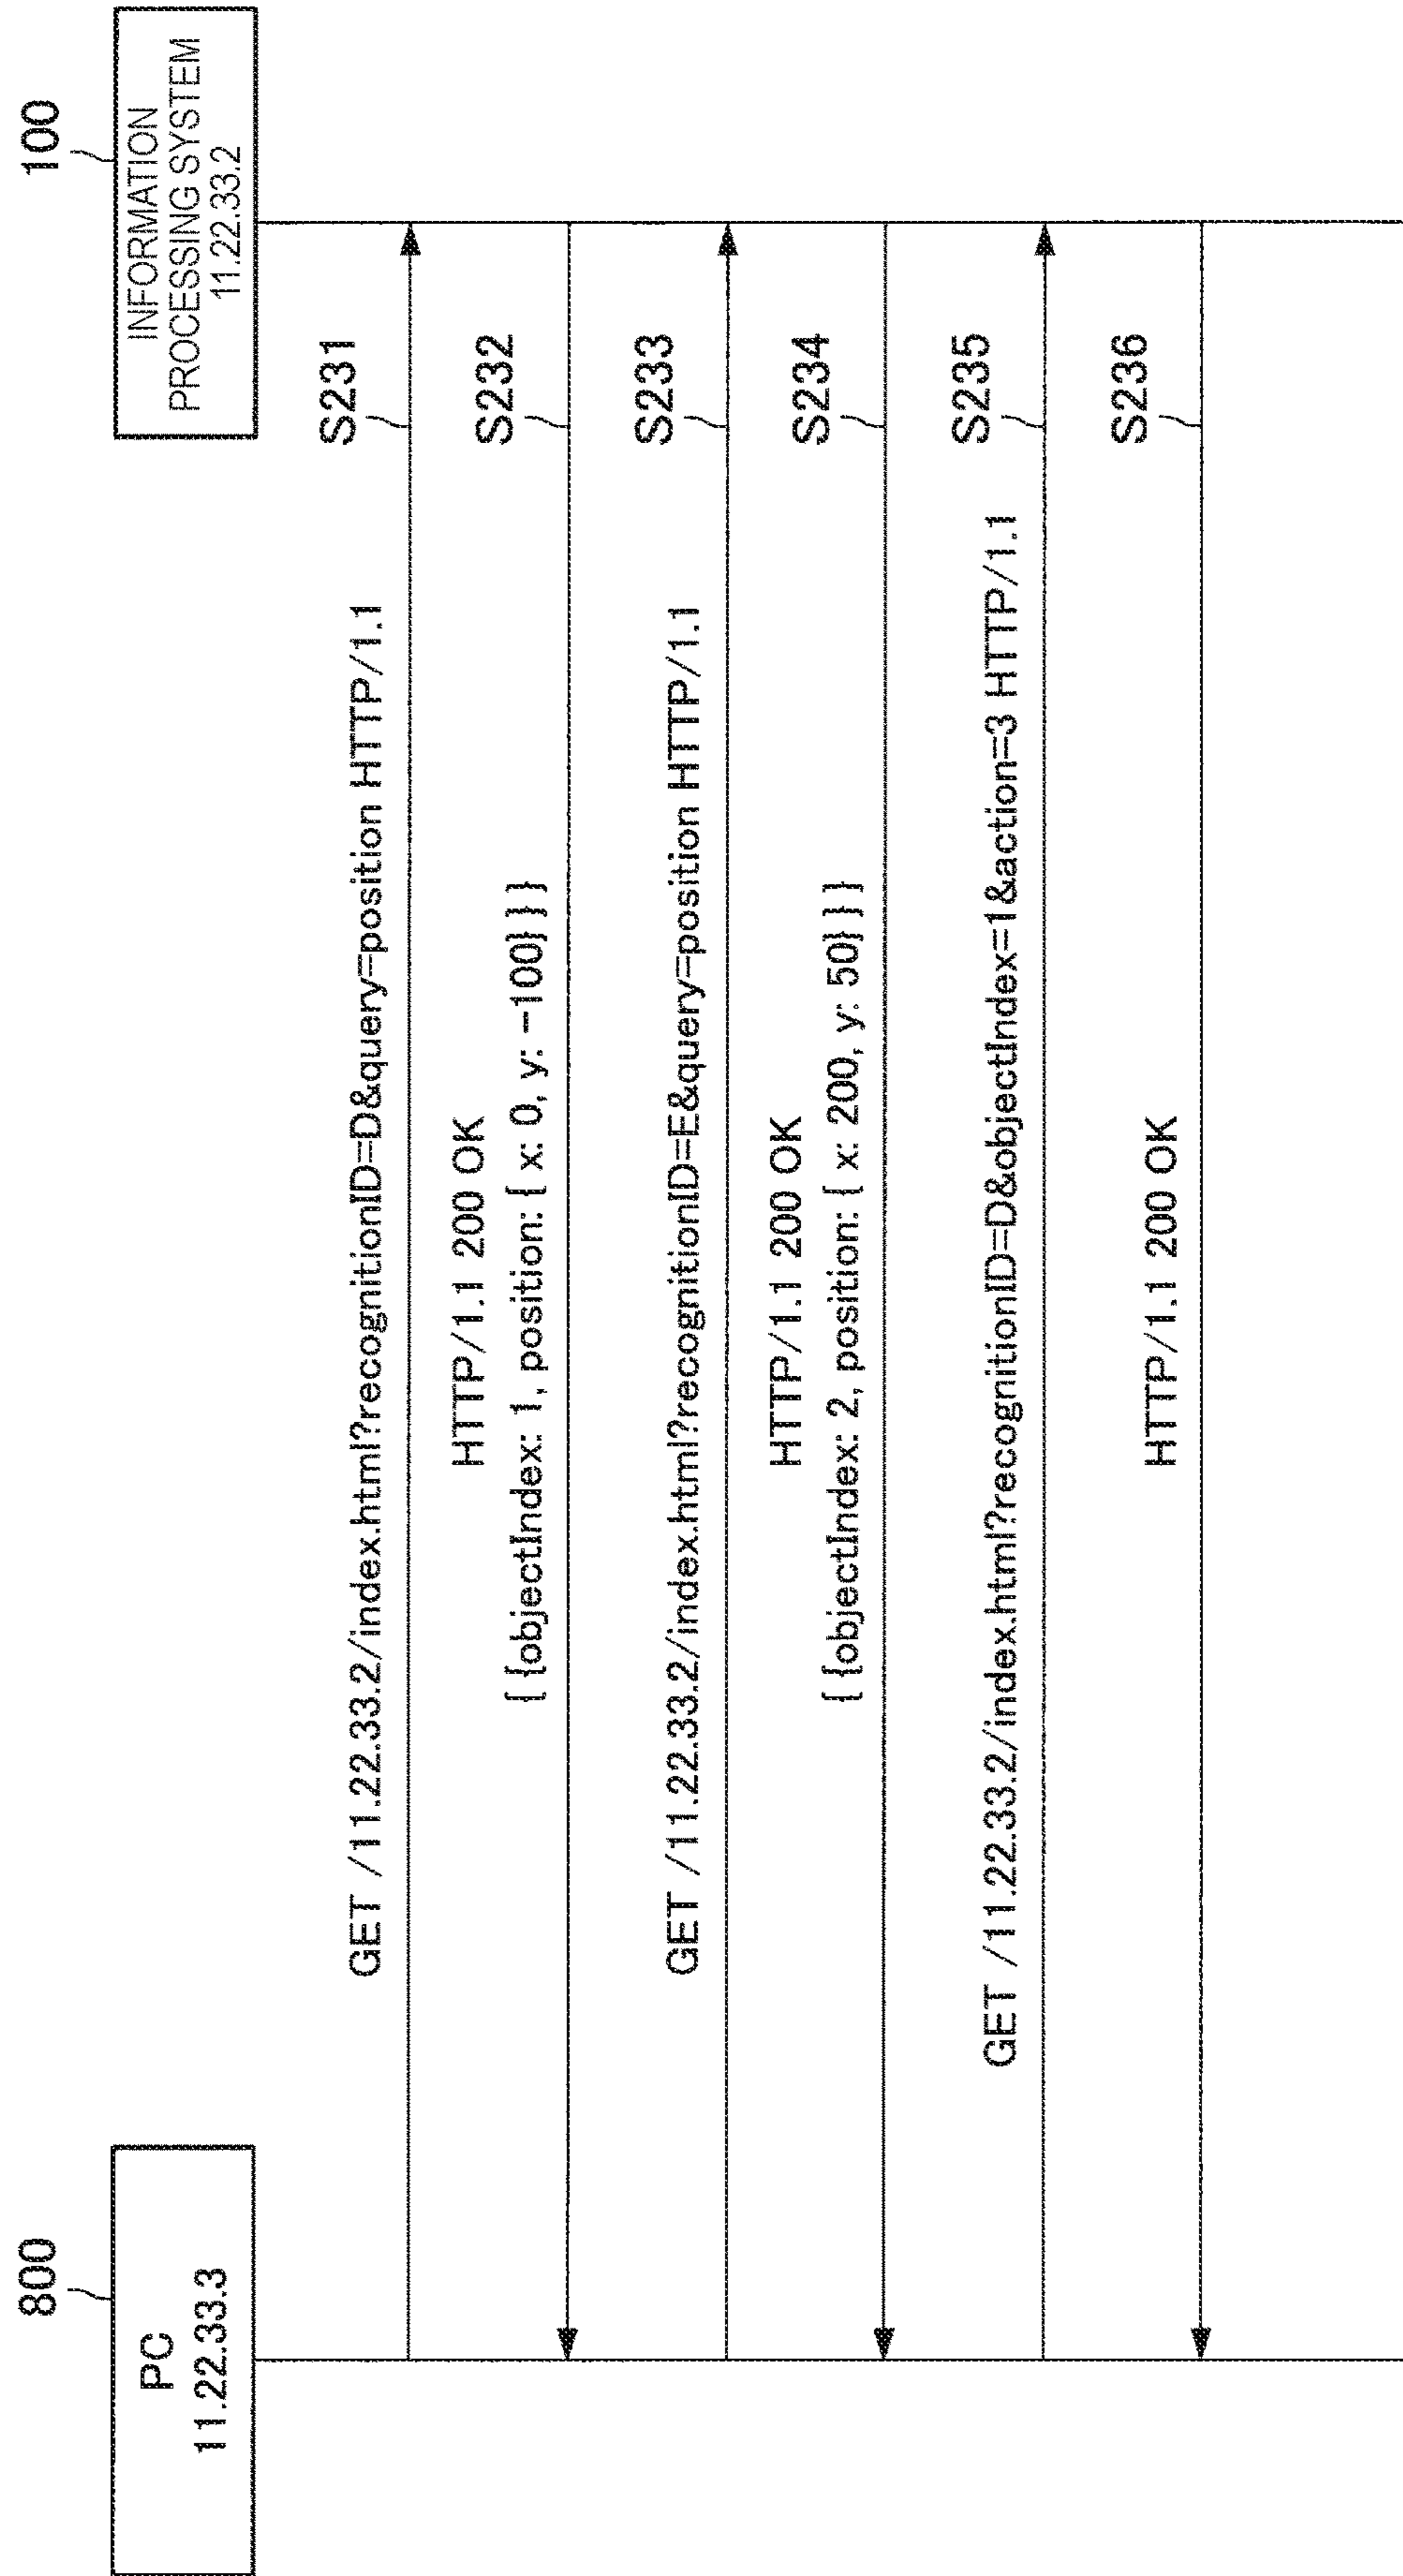 800
PC
11.22.33.3
100
INFORMATION
PROCESSING SYSTEM
11.22.33.2
S231
GET /11.22.33.2/index.html?recognitionID=D&query=position HTTP/1.1
S232
HTTP/1.1 200 OK
[ {objectIndex: 1, position: { x: 0, y: -100} } ]
S233
GET /11.22.33.2/index.html?recognitionID=E&query=position HTTP/1.1
S234
HTTP/1.1 200 OK
[ {objectIndex: 2, position: { x: 200, y: 50} } ]
S235
GET /11.22.33.2/index.html?recognitionID=D&objectIndex=1&action=3 HTTP/1.1
S236
HTTP/1.1 200 OK